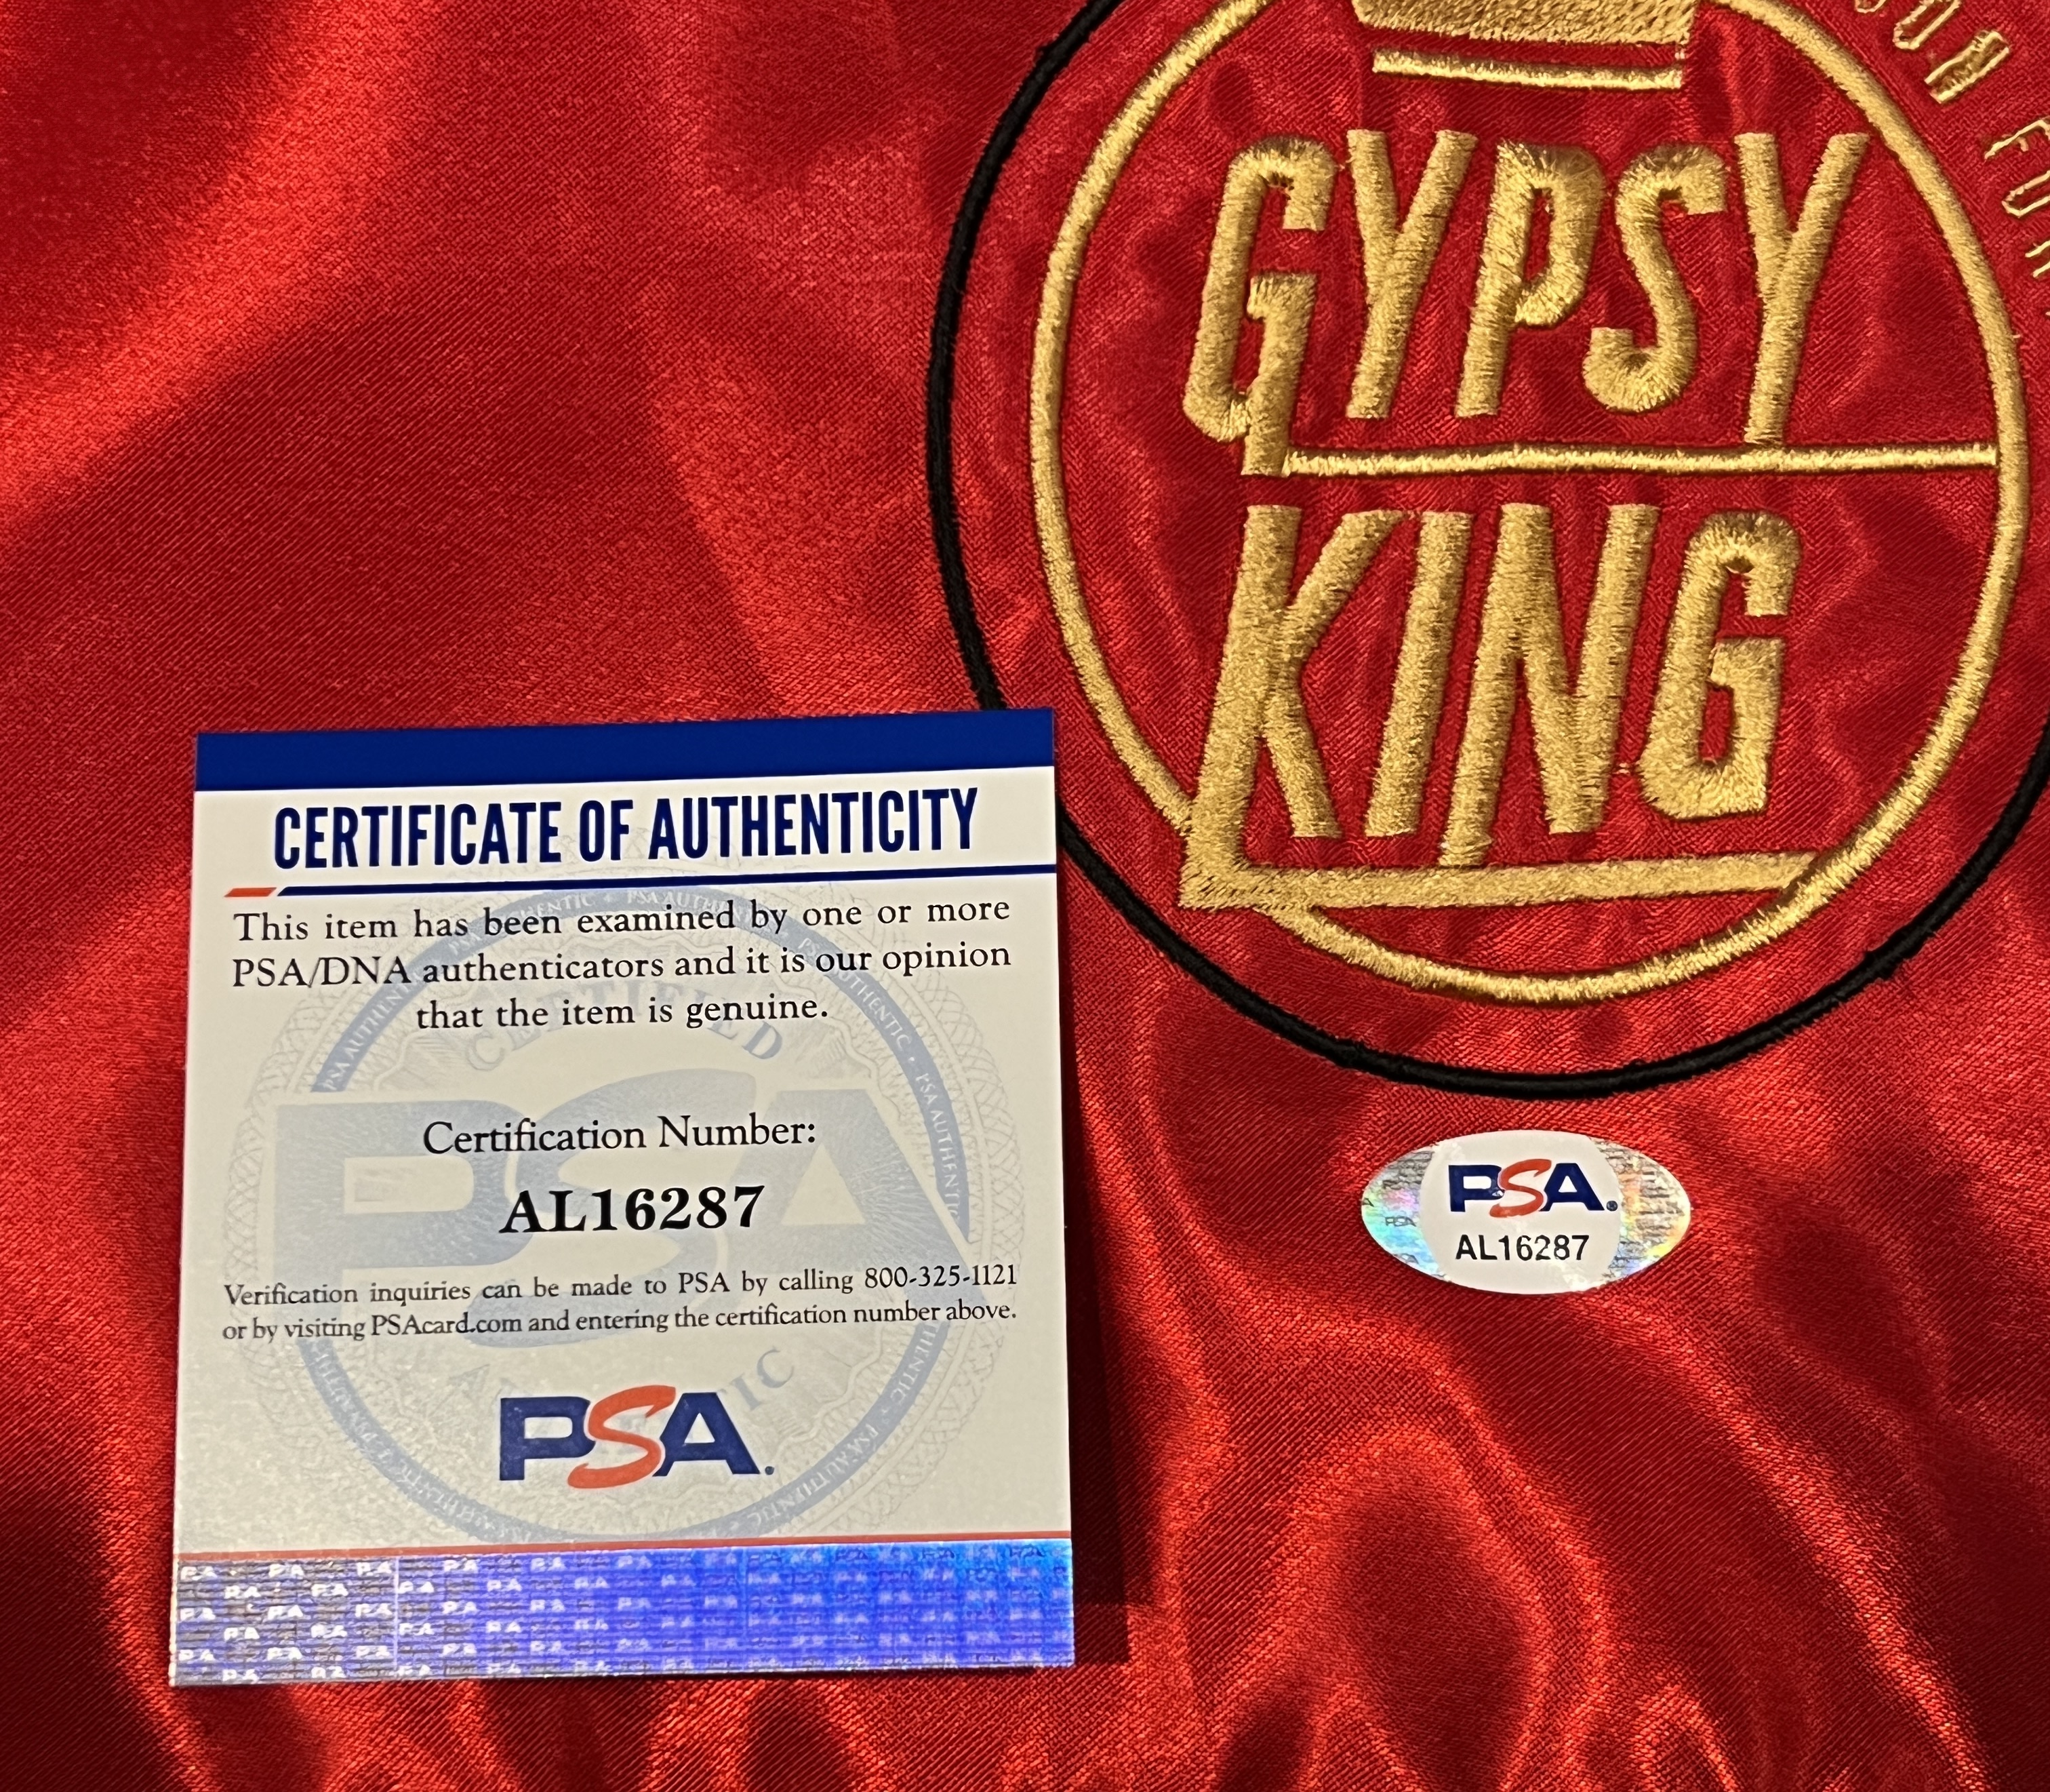 GYPSY
KING
CERTIFICATE OF AUTHENTICITY
This item has been examined by one or more
PSA/DNA authenticators and it is our opinion
that the item is genuine.
CERTIFIED
Certification Number:
AL16287
Verification inquiries can be made to PSA by calling 800-325-1121
or by visiting PSAcard.com and entering the certification number above.
PSA
PSA
AL16287